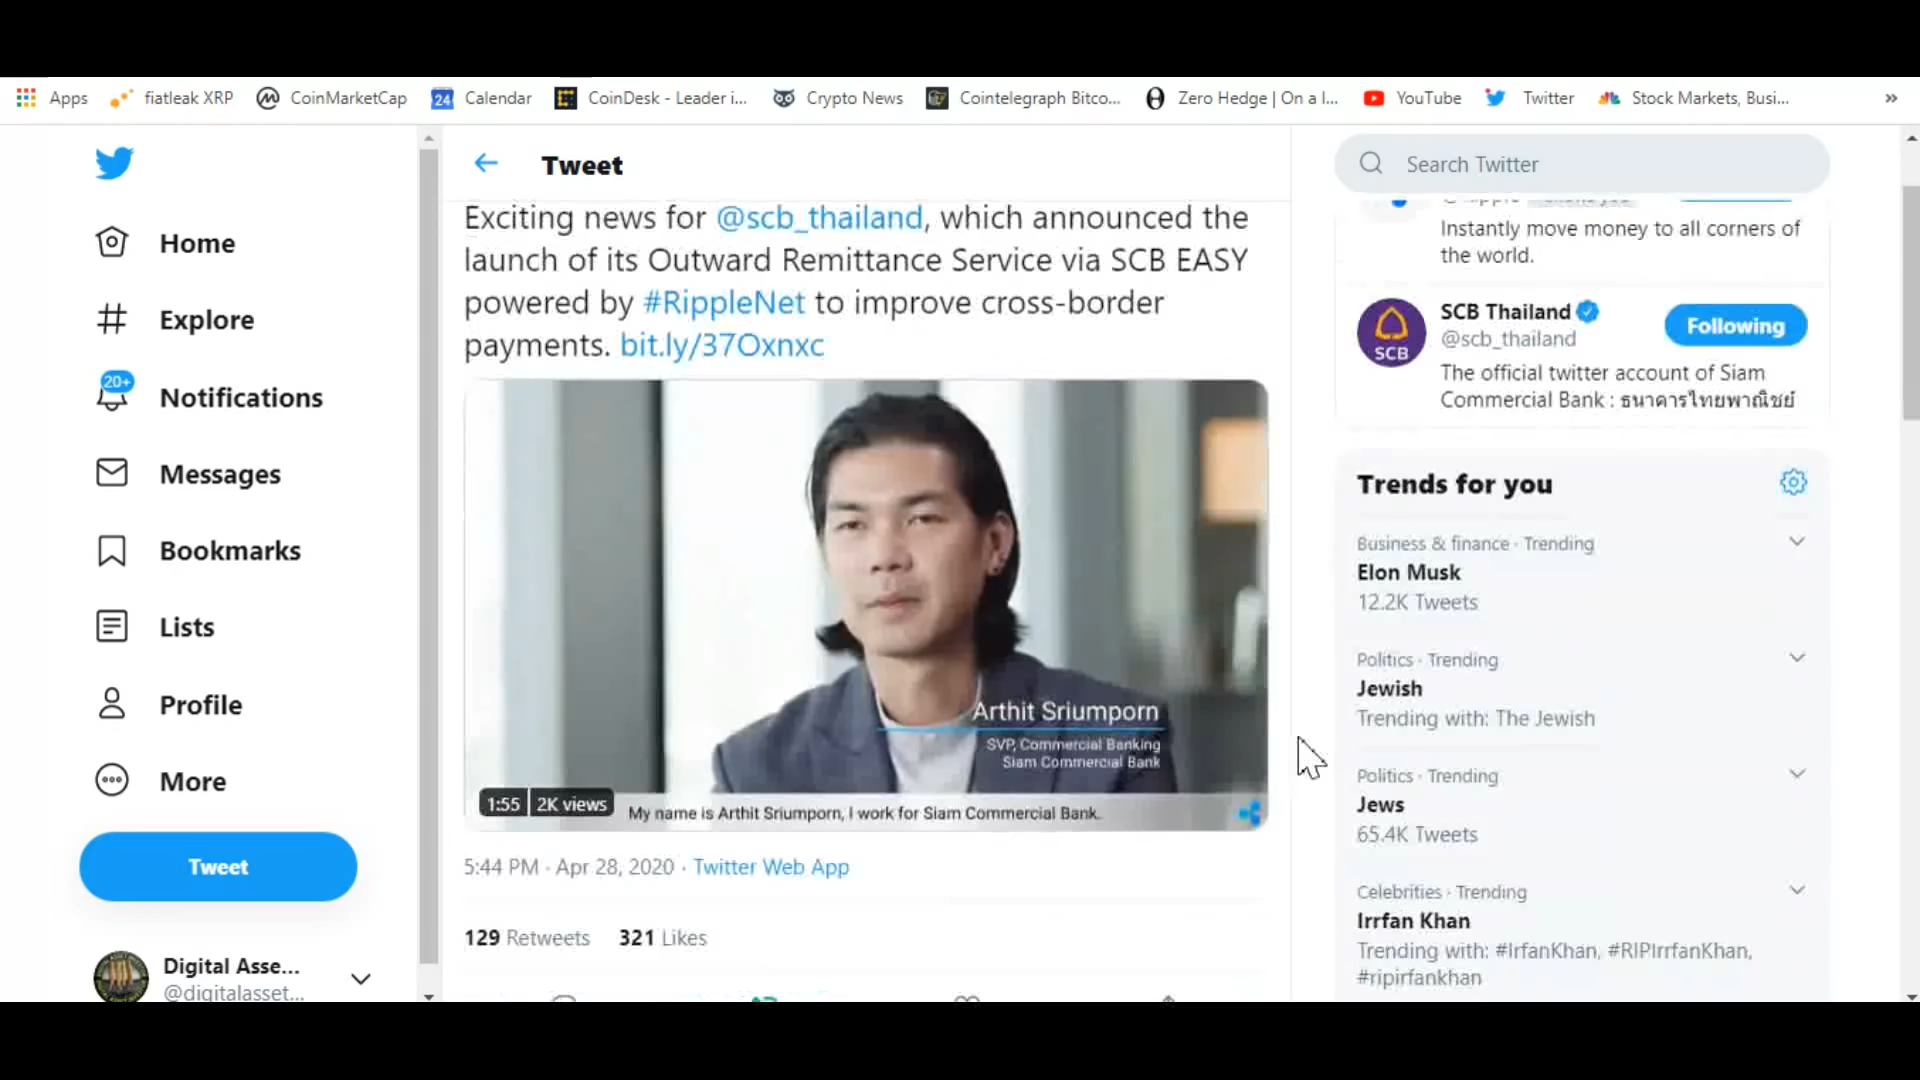 Apps
fiatleak XRP
CoinMarketCap
24
Calendar
CoinDesk - Leader i...
Crypto News
Cointelegraph Bitco...
Zero Hedge | On a l...
YouTube
Twitter
Stock Markets, Busi...
»
Home
Explore
20+
Notifications
Messages
Bookmarks
Lists
Profile
More
Tweet
Digital Asse...
@digitalasset...
Tweet
Exciting news for @scb_thailand, which announced the
launch of its Outward Remittance Service via SCB EASY
powered by #RippleNet to improve cross-border
payments. bit.ly/37Oxnxc
Arthit Sriumporn
SVP, Commercial Banking
Siam Commercial Bank
1:55
2K views
My name is Arthit Sriumporn, I work for Siam Commercial Bank.
5:44 PM · Apr 28, 2020 · Twitter Web App
129 Retweets 321 Likes
Search Twitter
Instantly move money to all corners of
the world.
SCB
SCB Thailand
@scb_thailand
Following
The official twitter account of Siam
Commercial Bank : ธนาคารไทยพาณิชย์
Trends for you
Business & finance · Trending
Elon Musk
12.2K Tweets
Politics · Trending
Jewish
Trending with: The Jewish
Politics · Trending
Jews
65.4K Tweets
Celebrities · Trending
Irrfan Khan
Trending with: #IrfanKhan, #RIPIrrfanKhan,
#ripirfankhan